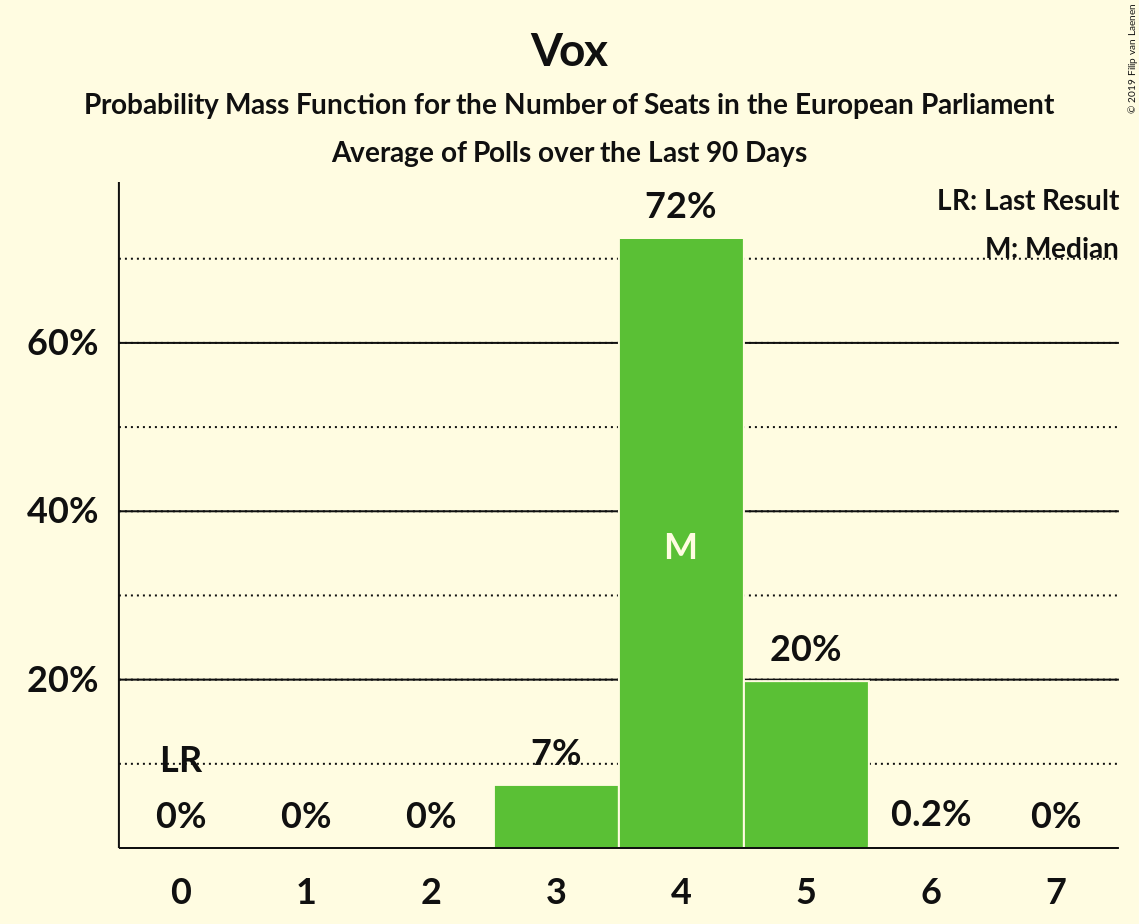 Vox
Probability Mass Function for the Number of Seats in the European Parliament
Average of Polls over the Last 90 Days
© 2019 Filip van Laenen
LR: Last Result
M: Median
72%
60%
40%
M
20%
20%
7%
LR
0% 0% 0% 0.2% 0%
0 1 2 3 4 5 6 7